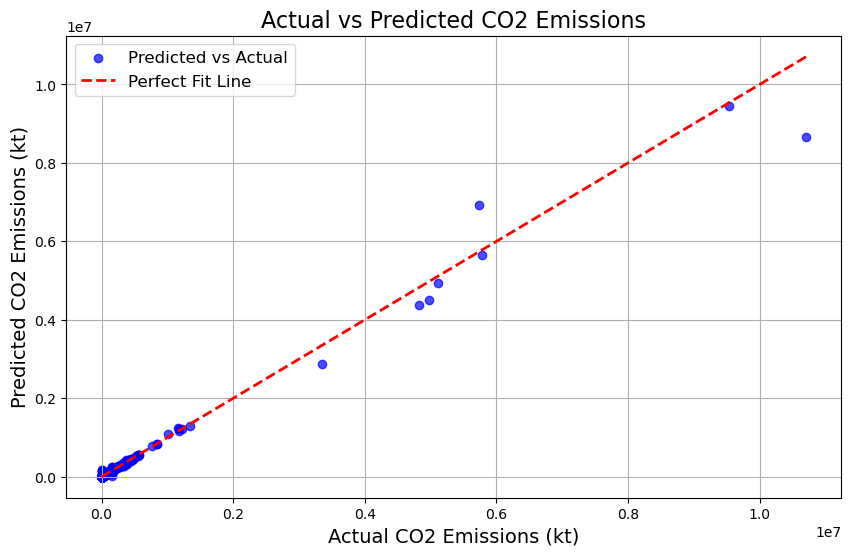 Actual vs Predicted CO2 Emissions
1e7
Predicted vs Actual
Perfect Fit Line
1.0
0.8
0.6
0.4
0.2
0.0
Predicted CO2 Emissions (kt)
0.0 0.2 0.4 0.6 0.8 1.0
1e7
Actual CO2 Emissions (kt)